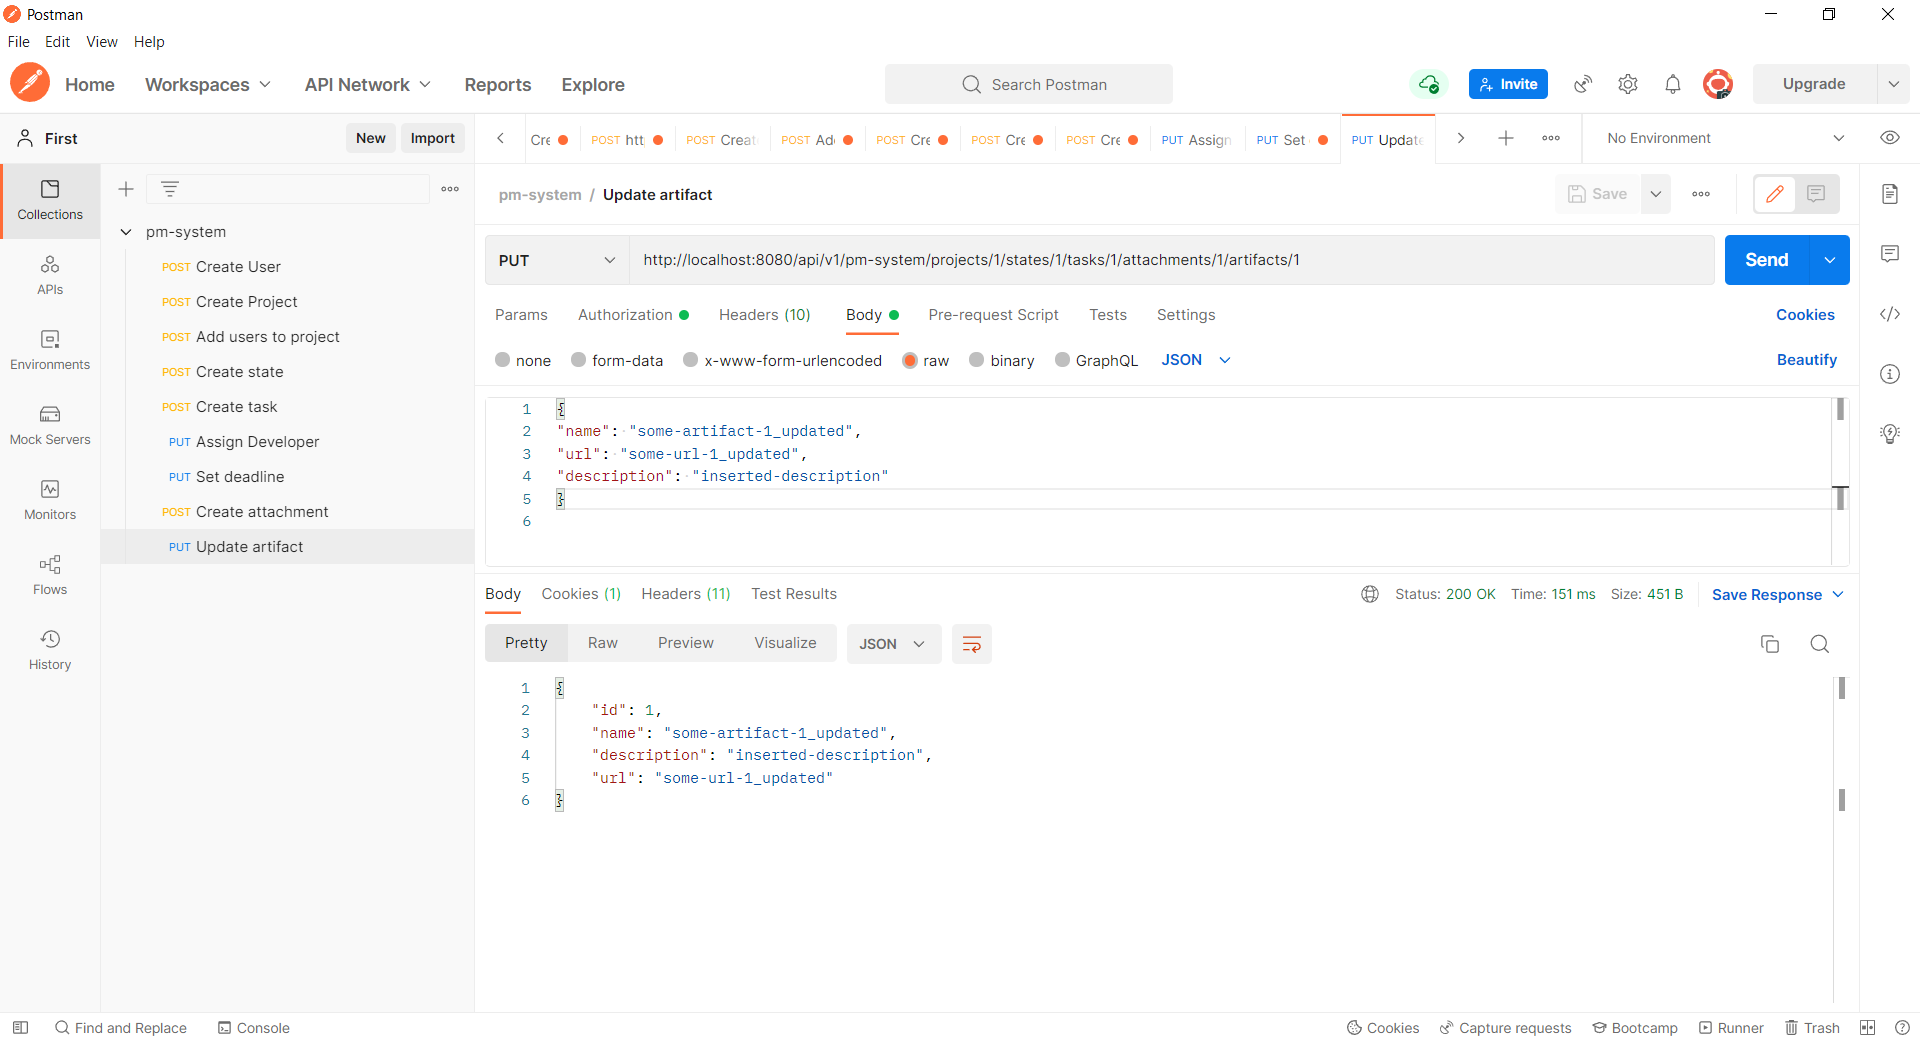 Postman
File Edit View Help
Home Workspaces API Network Reports Explore Search Postman Invite Upgrade
First New Import
Cre POST htt POST Creat POST Ad POST Cre POST Cre POST Cre PUT Assign PUT Set PUT Update No Environment
Collections
APIs
Environments
Mock Servers
Monitors
Flows
History
pm-system
POST Create User
POST Create Project
POST Add users to project
POST Create state
POST Create task
PUT Assign Developer
PUT Set deadline
POST Create attachment
PUT Update artifact
pm-system / Update artifact Save
PUT http://localhost:8080/api/v1/pm-system/projects/1/states/1/tasks/1/attachments/1/artifacts/1 Send
Params Authorization Headers (10) Body Pre-request Script Tests Settings Cookies
none form-data x-www-form-urlencoded raw binary GraphQL JSON Beautify
1 {
2 "name": "some-artifact-1_updated",
3 "url": "some-url-1_updated",
4 "description": "inserted-description"
5 }
6
Body Cookies (1) Headers (11) Test Results Status: 200 OK Time: 151 ms Size: 451 B Save Response
Pretty Raw Preview Visualize JSON
1 {
2 "id": 1,
3 "name": "some-artifact-1_updated",
4 "description": "inserted-description",
5 "url": "some-url-1_updated"
6 }
Find and Replace Console Cookies Capture requests Bootcamp Runner Trash